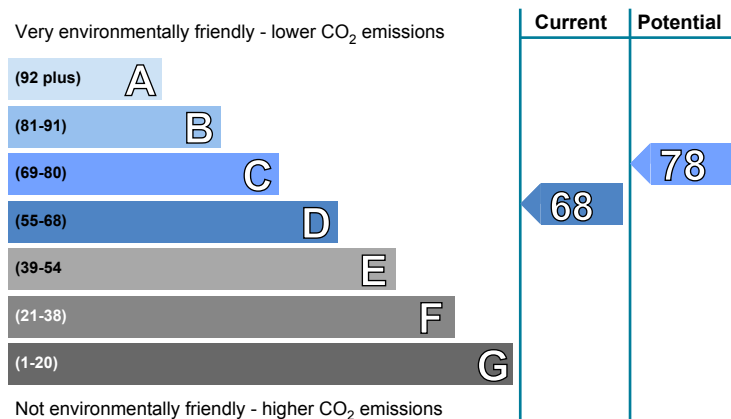 Very environmentally friendly - lower CO₂ emissions
Current
Potential
(92 plus) A
(81-91) B
(69-80) C
(55-68) D
(39-54 E
(21-38) F
(1-20) G
68
78
Not environmentally friendly - higher CO₂ emissions